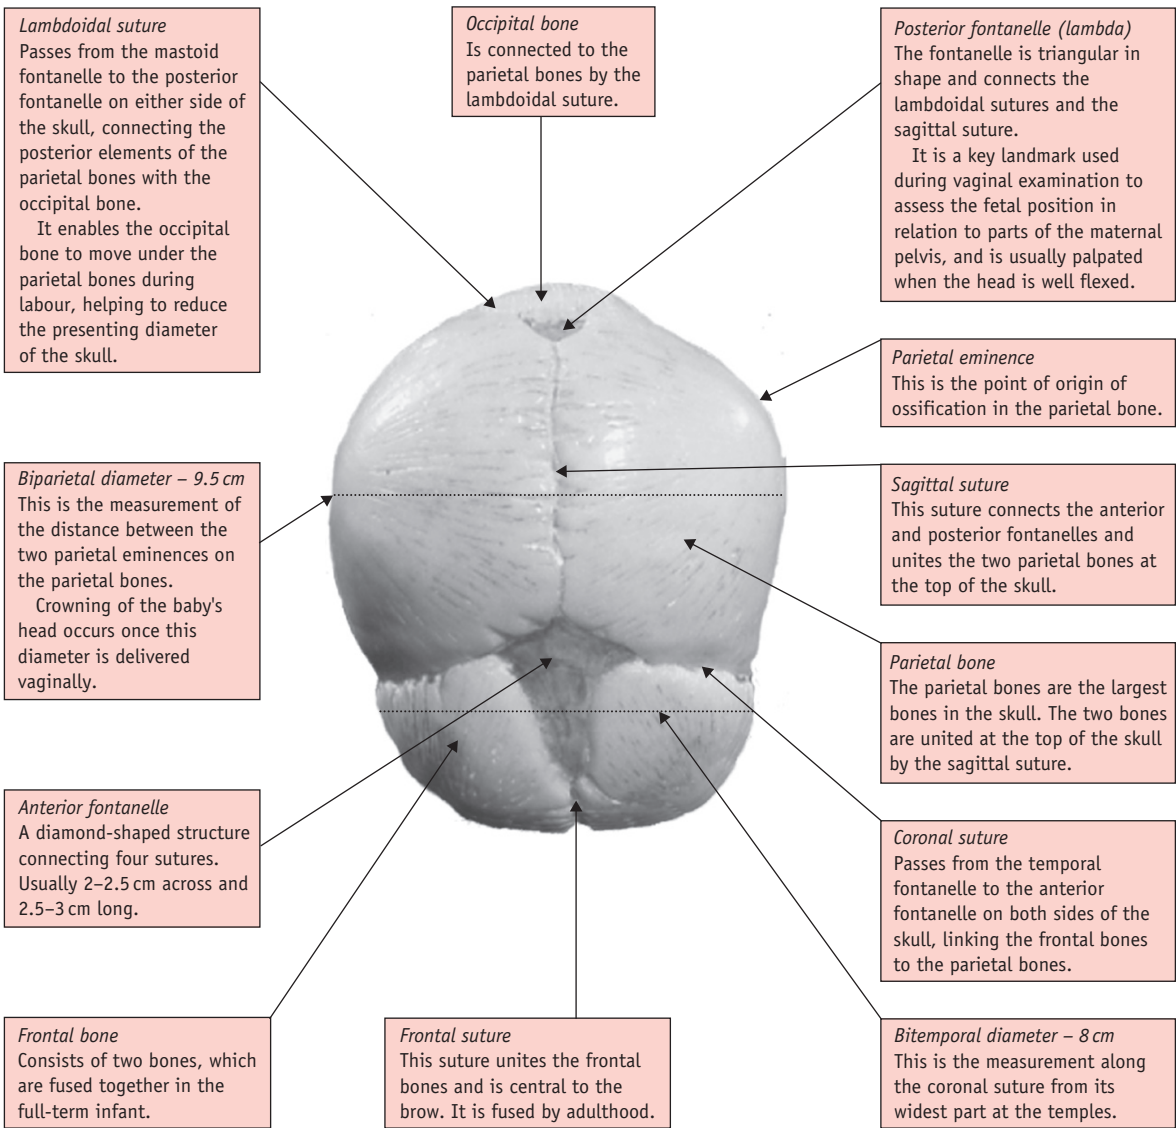 Lambdoidal suture
Passes from the mastoid
fontanelle to the posterior
fontanelle on either side of
the skull, connecting the
posterior elements of the
parietal bones with the
occipital bone.
It enables the occipital
bone to move under the
parietal bones during
labour, helping to reduce
the presenting diameter
of the skull.
Occipital bone
Is connected to the
parietal bones by the
lambdoidal suture.
Posterior fontanelle (lambda)
The fontanelle is triangular in
shape and connects the
lambdoidal sutures and the
sagittal suture.
It is a key landmark used
during vaginal examination to
assess the fetal position in
relation to parts of the maternal
pelvis, and is usually palpated
when the head is well flexed.
Parietal eminence
This is the point of origin of
ossification in the parietal bone.
Biparietal diameter – 9.5 cm
This is the measurement of
the distance between the
two parietal eminences on
the parietal bones.
Crowning of the baby's
head occurs once this
diameter is delivered
vaginally.
Sagittal suture
This suture connects the anterior
and posterior fontanelles and
unites the two parietal bones at
the top of the skull.
Parietal bone
The parietal bones are the largest
bones in the skull. The two bones
are united at the top of the skull
by the sagittal suture.
Anterior fontanelle
A diamond-shaped structure
connecting four sutures.
Usually 2–2.5 cm across and
2.5–3 cm long.
Coronal suture
Passes from the temporal
fontanelle to the anterior
fontanelle on both sides of the
skull, linking the frontal bones
to the parietal bones.
Frontal bone
Consists of two bones, which
are fused together in the
full-term infant.
Frontal suture
This suture unites the frontal
bones and is central to the
brow. It is fused by adulthood.
Bitemporal diameter – 8 cm
This is the measurement along
the coronal suture from its
widest part at the temples.